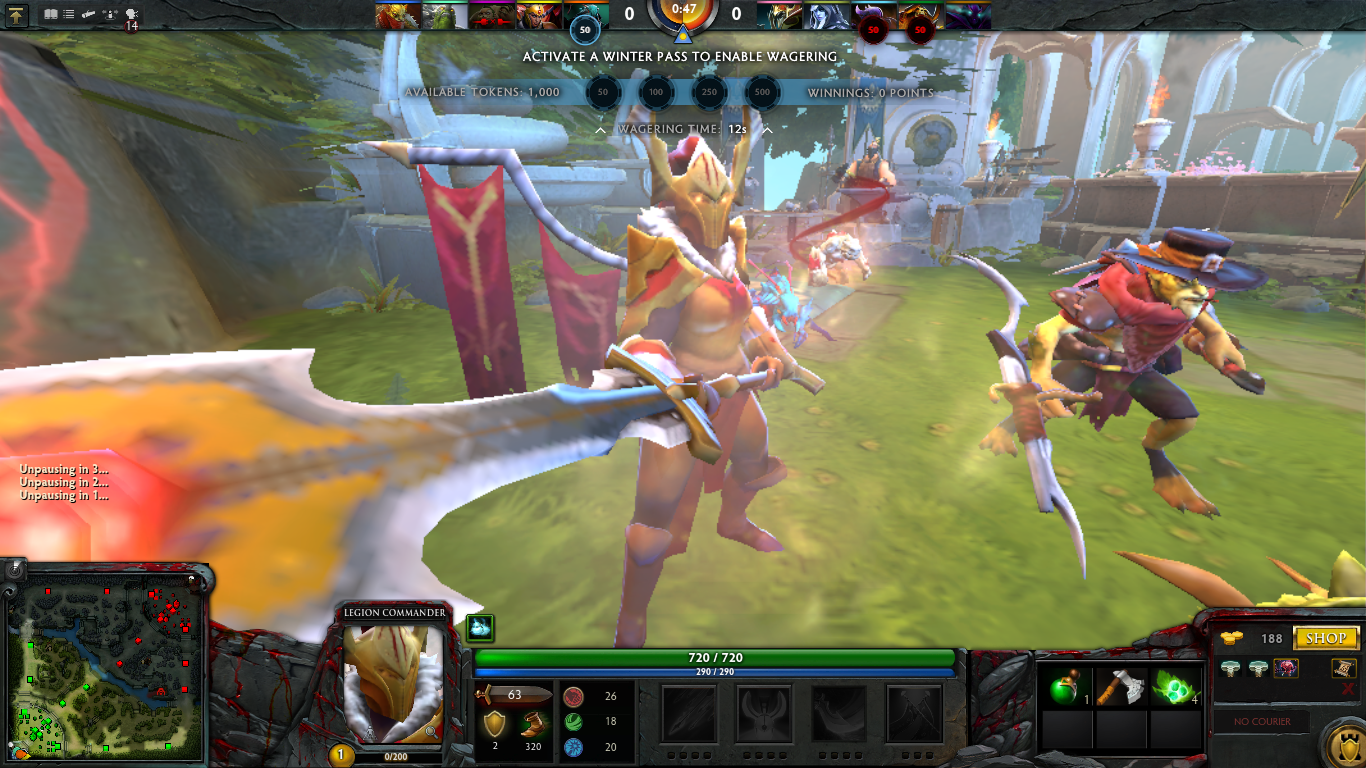 14
0 0:47 0
50 50 50
ACTIVATE A WINTER PASS TO ENABLE WAGERING
AVAILABLE TOKENS: 1,000 50 100 250 500 WINNINGS: 0 POINTS
WAGERING TIME: 12s
Unpausing in 3...
Unpausing in 2...
Unpausing in 1...
LEGION COMMANDER
720 / 720
290 / 290
188 SHOP
63 26
18
2 320 20
1 4
NO COURIER
1 0/200